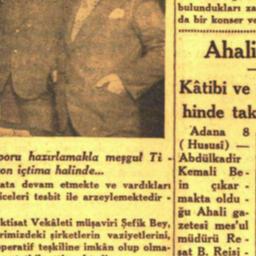 poru hazırlamakla meşgul Ti -
on içtima halinde...
ata devam etmekte ve vardıkları
iceleri tesbit ile arzeylemektedir -
ktisat Vekâleti müşaviri Şefik Bey,
rimizdeki şirketlerin vaziyetlerini,
operatif teşkiline imkân olup olma-
bulundukları za
da bir konser ve
Ahali
Kâtibi ve
hinde tak
Adana 8
( Hususi ) —
Abdülkadir
Kemali Be -
in çıkar -
makta oldu -
ğu Ahali ga-
zetesi mes'ul
müdürü Re -
şat B. Reisi -